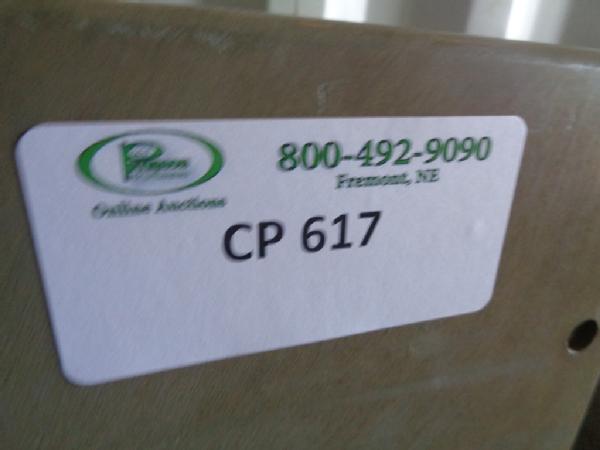 800-492-9090
Fremont, NE
Online Auctions
CP 617